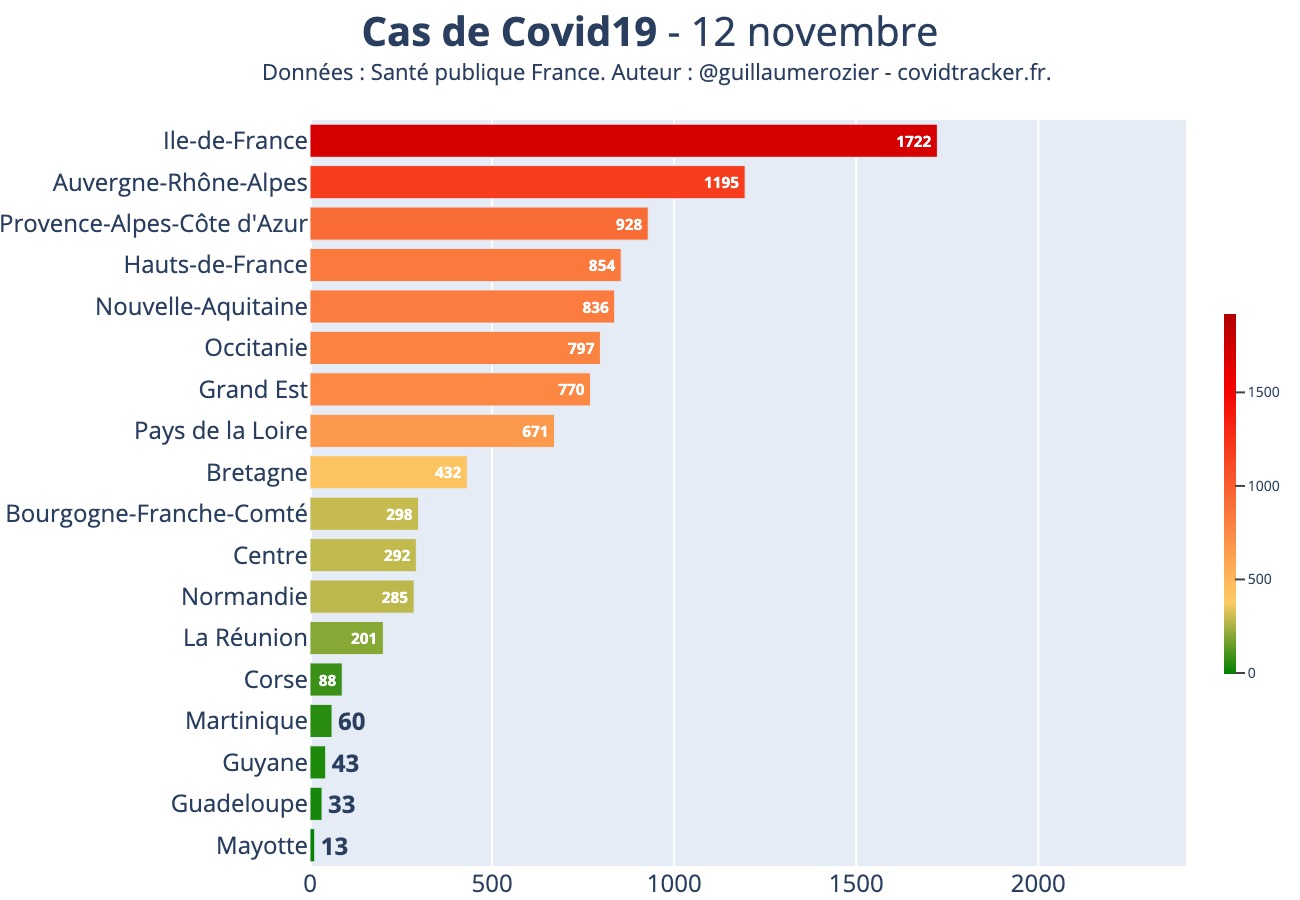 Cas de Covid19 - 12 novembre
Données : Santé publique France. Auteur : @guillaumerozier - covidtracker.fr.
Ile-de-France 1722
Auvergne-Rhône-Alpes 1195
Provence-Alpes-Côte d'Azur 928
Hauts-de-France 854
Nouvelle-Aquitaine 836
Occitanie 797
Grand Est 770
Pays de la Loire 671
Bretagne 432
Bourgogne-Franche-Comté 298
Centre 292
Normandie 285
La Réunion 201
Corse 88
Martinique 60
Guyane 43
Guadeloupe 33
Mayotte 13
0 500 1000 1500 2000
1500
1000
500
0